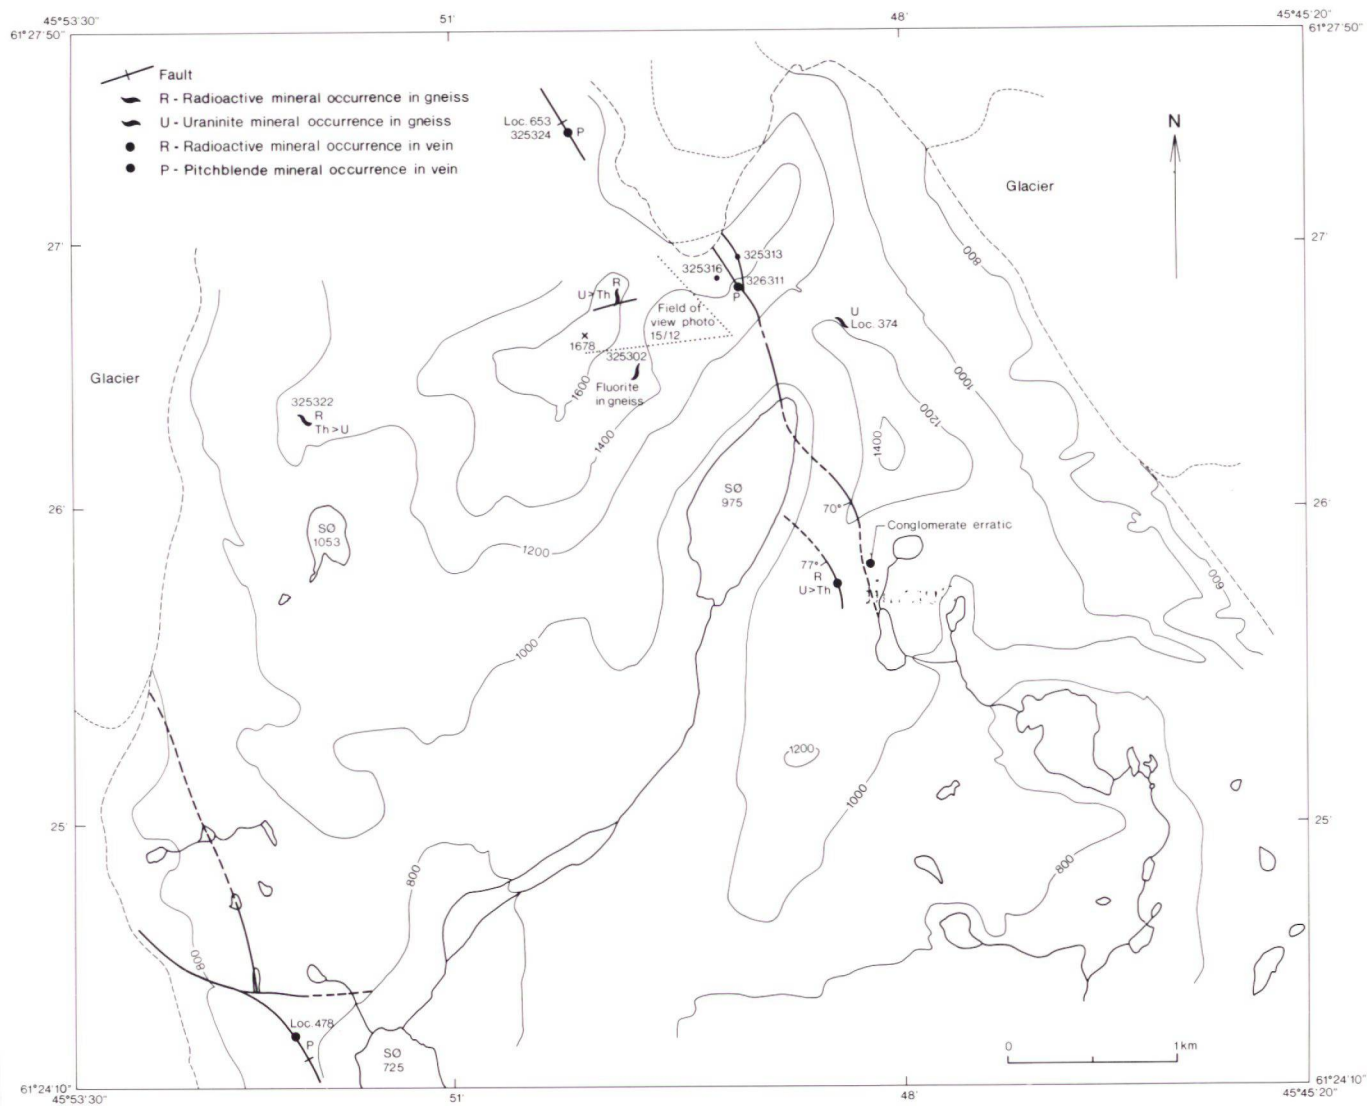 45°53'30"
51'
48'
45°45'20"
61°27'50"
61°27'50"
Fault
R - Radioactive mineral occurrence in gneiss
U - Uraninite mineral occurrence in gneiss
R - Radioactive mineral occurrence in vein
P - Pitchblende mineral occurrence in vein
Loc. 653
325324
P
N
Glacier
800
27'
27'
325313
325316
326311
P
R
U>Th
Field of
view photo
15/12
U
Loc. 374
1678
325302
Fluorite
in gneiss
1600
Glacier
1000
1200
325322
R
Th>U
1400
1400
SØ
975
26'
26'
70°
Conglomerate erratic
SØ
1053
1200
77°
R
U>Th
600
1000
1200
1000
25'
25'
800
800
800
Loc. 478
P
SØ
725
0
1km
61°24'10"
61°24'10"
45°53'30"
51'
48'
45°45'20"